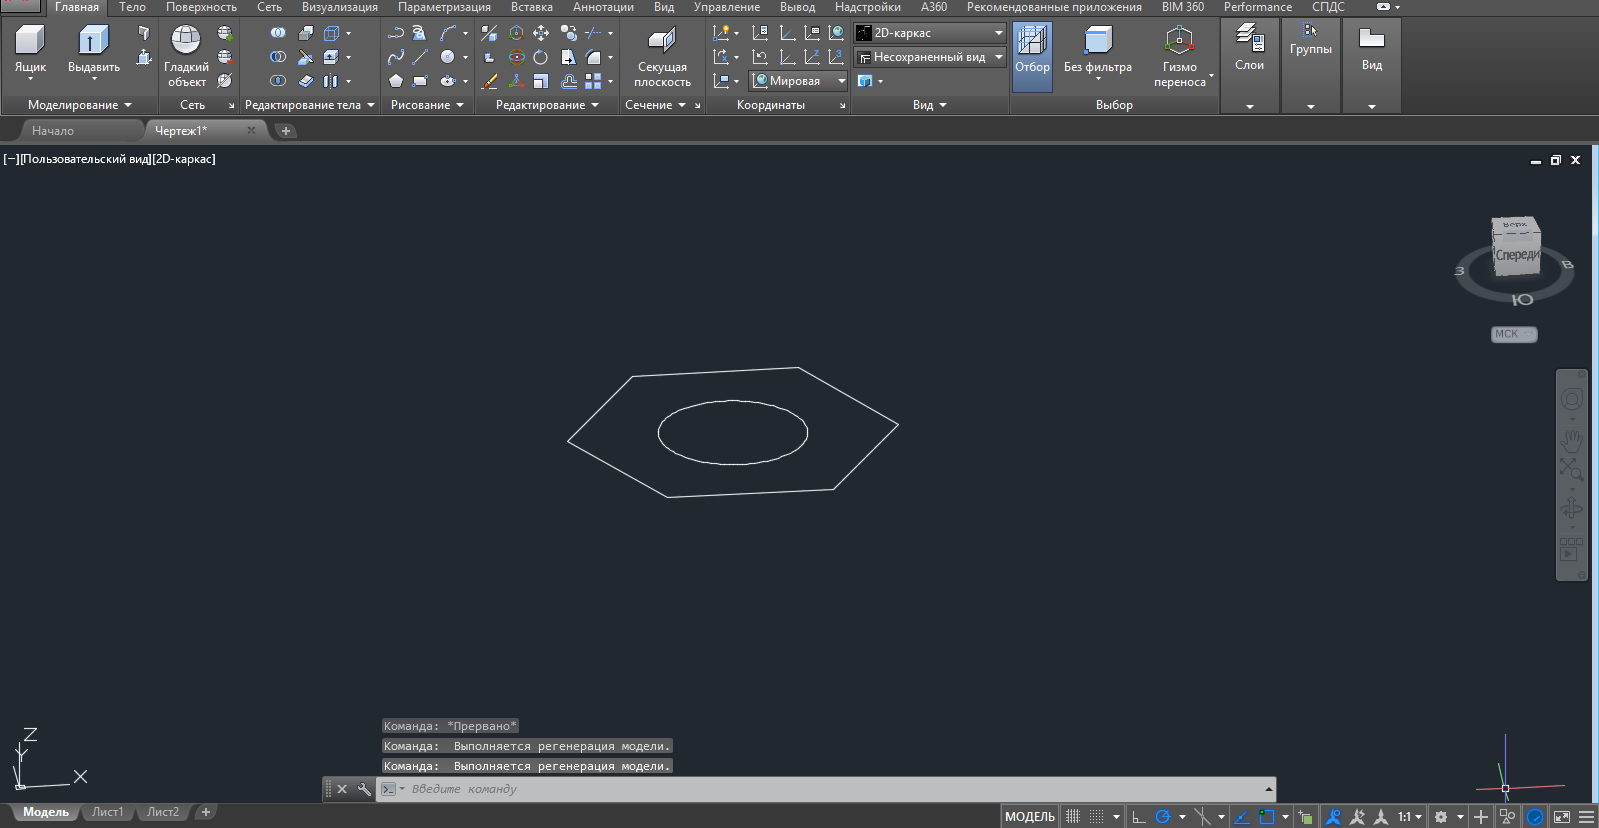 Главная Тело Поверхность Сеть Визуализация Параметризация Вставка Аннотации Вид Управление Вывод Надстройки A360 Рекомендованные приложения BIM 360 Performance СПДС
2D-каркас
Несохраненный вид
Ящик Выдавить Гладкий объект Секущая плоскость Мировая Отбор Без фильтра Гизмо переноса Слои Группы Вид
Моделирование Сеть Редактирование тела Рисование Редактирование Сечение Координаты Вид Выбор
Начало Чертеж1*
[−][Пользовательский вид][2D-каркас]
Верх
Спереди
З В
Ю
МСК
Z
Y
X
Команда: *Прервано*
Команда: Выполняется регенерация модели.
Команда: Выполняется регенерация модели.
Введите команду
Модель Лист1 Лист2 +
МОДЕЛЬ 1:1